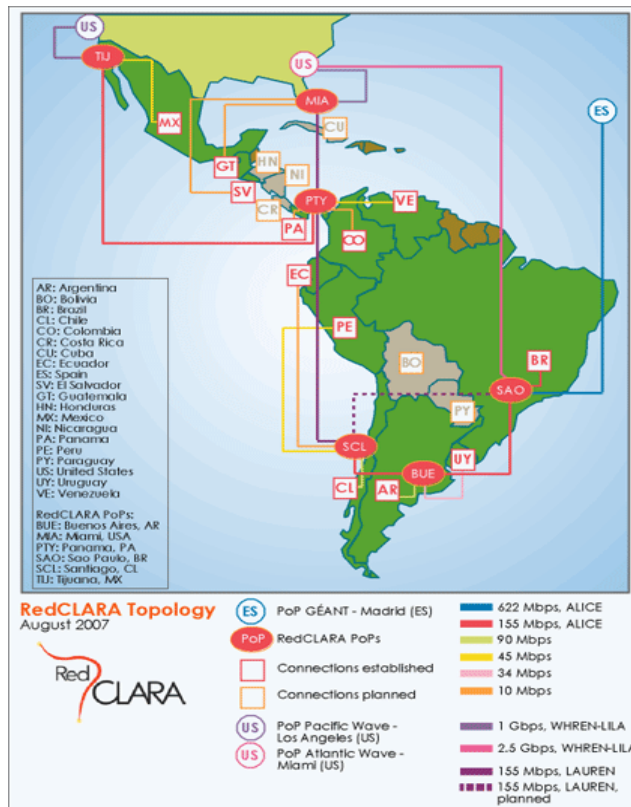 US
TIJ
US
MIA
ES
MX
CU
GT
HN
NI
SV
CR
PTY
VE
PA
CO
EC
PE
BO
BR
SAO
PY
SCL
BUE
UY
CL
AR
AR: Argentina
BO: Bolivia
BR: Brazil
CL: Chile
CO: Colombia
CR: Costa Rica
CU: Cuba
EC: Ecuador
ES: Spain
SV: El Salvador
GT: Guatemala
HN: Honduras
MX: Mexico
NI: Nicaragua
PA: Panama
PE: Peru
PY: Paraguay
US: United States
UY: Uruguay
VE: Venezuela
RedCLARA PoPs:
BUE: Buenos Aires, AR
MIA: Miami, USA
PTY: Panama, PA
SAO: Sao Paulo, BR
SCL: Santiago, CL
TIJ: Tijuana, MX
RedCLARA Topology
August 2007
Red CLARA
ES PoP GÉANT - Madrid (ES)
PoP RedCLARA PoPs
Connections established
Connections planned
US PoP Pacific Wave -
Los Angeles (US)
US PoP Atlantic Wave -
Miami (US)
622 Mbps, ALICE
155 Mbps, ALICE
90 Mbps
45 Mbps
34 Mbps
10 Mbps
1 Gbps, WHREN-LILA
2.5 Gbps, WHREN-LILA
155 Mbps, LAUREN
155 Mbps, LAUREN,
planned